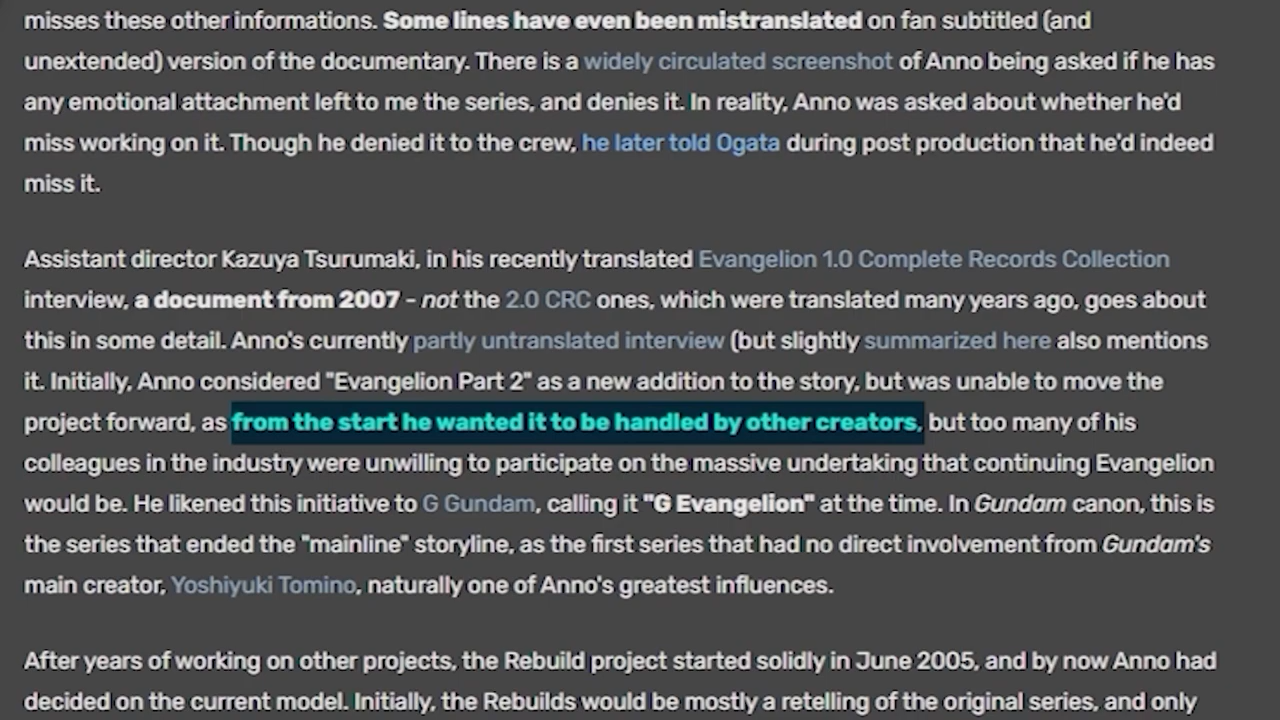 misses these other informations. Some lines have even been mistranslated on fan subtitled (and
unextended) version of the documentary. There is a widely circulated screenshot of Anno being asked if he has
any emotional attachment left to me the series, and denies it. In reality, Anno was asked about whether he'd
miss working on it. Though he denied it to the crew, he later told Ogata during post production that he'd indeed
miss it.
Assistant director Kazuya Tsurumaki, in his recently translated Evangelion 1.0 Complete Records Collection
interview, a document from 2007 - not the 2.0 CRC ones, which were translated many years ago, goes about
this in some detail. Anno's currently partly untranslated interview (but slightly summarized here also mentions
it. Initially, Anno considered "Evangelion Part 2" as a new addition to the story, but was unable to move the
project forward, as from the start he wanted it to be handled by other creators, but too many of his
colleagues in the industry were unwilling to participate on the massive undertaking that continuing Evangelion
would be. He likened this initiative to G Gundam, calling it "G Evangelion" at the time. In Gundam canon, this is
the series that ended the "mainline" storyline, as the first series that had no direct involvement from Gundam's
main creator, Yoshiyuki Tomino, naturally one of Anno's greatest influences.
After years of working on other projects, the Rebuild project started solidly in June 2005, and by now Anno had
decided on the current model. Initially, the Rebuilds would be mostly a retelling of the original series, and only